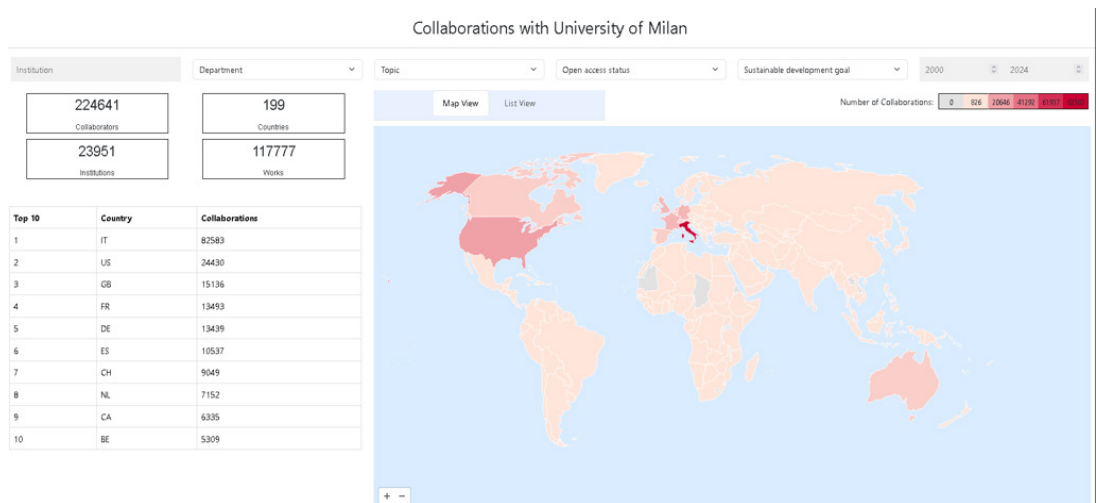 Collaborations with University of Milan
Institution
Department
Topic
Open access status
Sustainable development goal
2000
2024
224641
Collaborators
199
Countries
23951
Institutions
117777
Works
Map View
List View
Number of Collaborations:
0 826 20646 41292
Top 10 Country Collaborations
1 IT 82583
2 US 24430
3 GB 15136
4 FR 13493
5 DE 13439
6 ES 10537
7 CH 9049
8 NL 7152
9 CA 6335
10 BE 5309
+ −